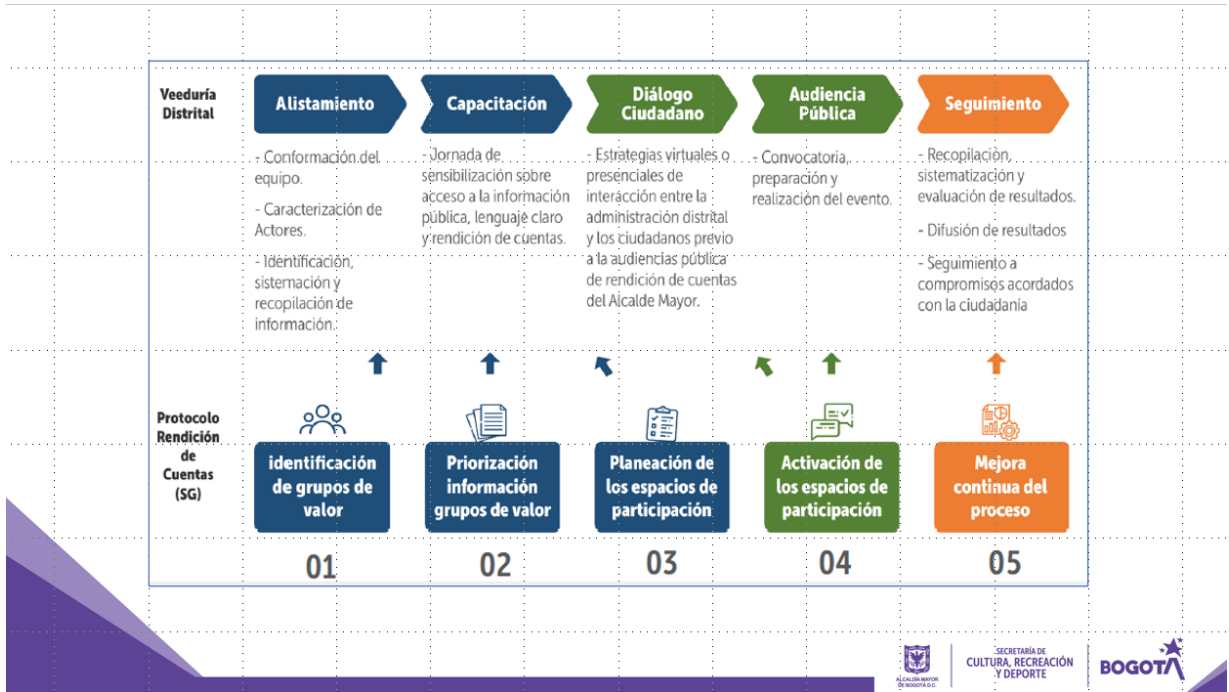 Veeduría
Distrital
Alistamiento
Capacitación
Diálogo
Ciudadano
Audiencia
Pública
Seguimiento
- Conformación del
equipo.
- Caracterización de
Actores.
- Identificación,
sistemación y
recopilación de
información.
- Jornada de
sensibilización sobre
acceso a la información
pública, lenguaje claro
y rendición de cuentas.
- Estrategias virtuales o
presenciales de
interacción entre la
administración distrital
y los ciudadanos previo
a la audiencias pública
de rendición de cuentas
del Alcalde Mayor.
- Convocatoria,
preparación y
realización del evento.
- Recopilación,
sistematización y
evaluación de resultados.
- Difusión de resultados
- Seguimiento a
compromisos acordados
con la ciudadanía
Protocolo
Rendición
de
Cuentas
(SG)
identificación
de grupos de
valor
Priorización
información
grupos de valor
Planeación de
los espacios de
participación
Activación de
los espacios de
participación
Mejora
continua del
proceso
01
02
03
04
05
ALCALDÍA MAYOR
DE BOGOTÁ D.C.
SECRETARÍA DE
CULTURA, RECREACIÓN
Y DEPORTE
BOGOTÁ